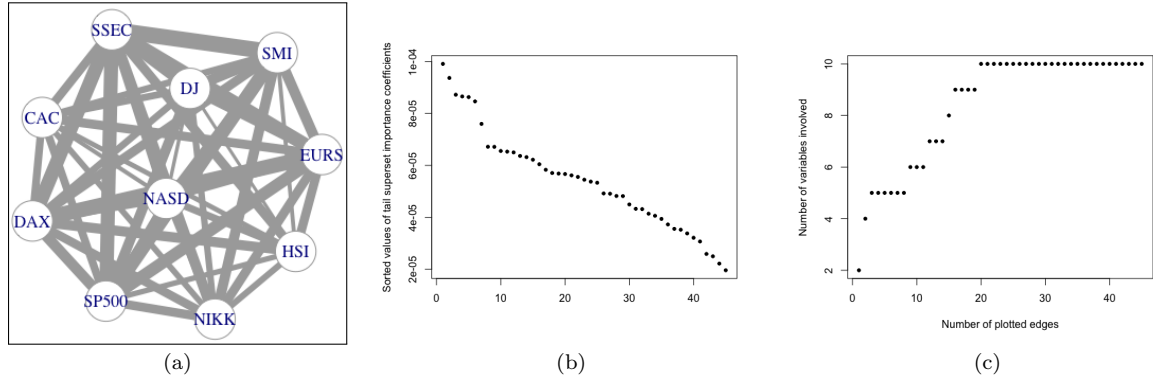 SSEC
SMI
DJ
CAC
EURS
NASD
DAX
HSI
SP500
NIKK
(a)
Sorted values of tail superset importance coefficients
1e-04
8e-05
6e-05
4e-05
2e-05
0 10 20 30 40
(b)
Number of variables involved
10
8
6
4
2
0 10 20 30 40
Number of plotted edges
(c)